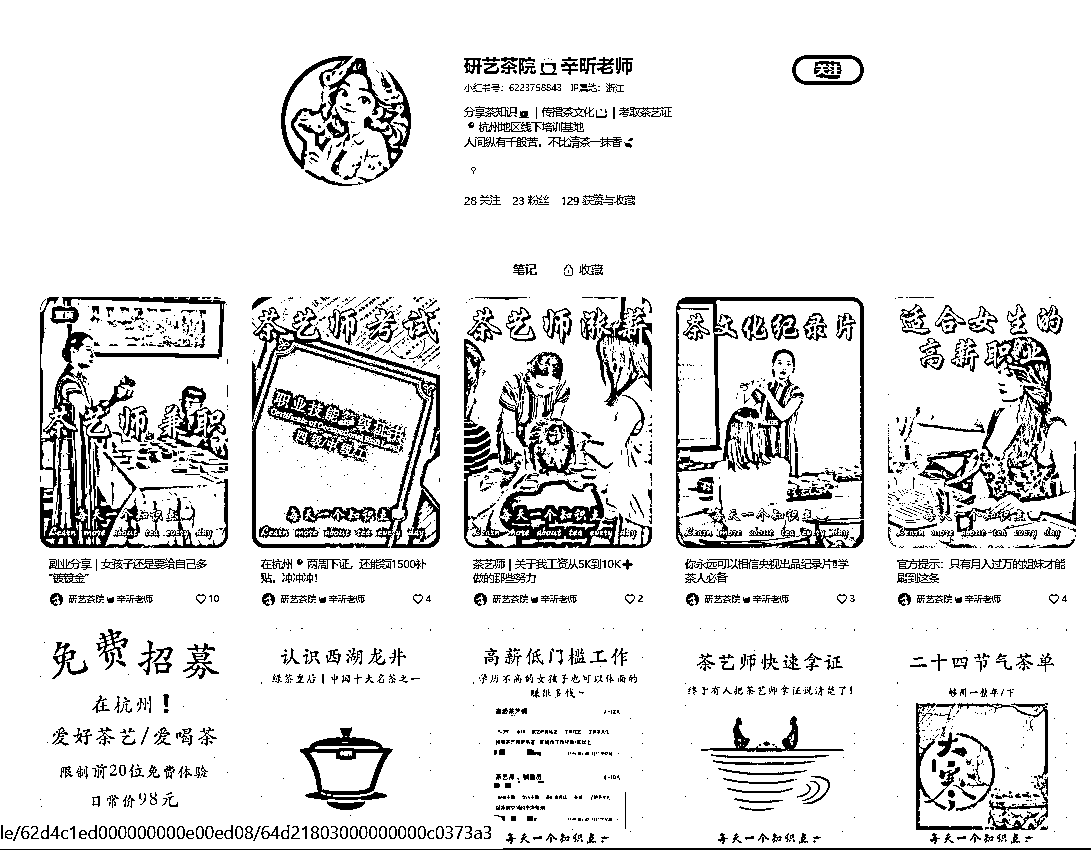 研艺茶院 辛昕老师
关注
小红书号：6223758843 IP属地：浙江
分享茶知识 | 传播茶文化 | 考取茶艺证
杭州地区线下培训基地
人间纵有千般苦，不比清茶一抹香
28 关注 23 粉丝 129 获赞与收藏
笔记 收藏
茶艺师兼职
每天一个知识点
Learn more about tea every day
副业分享 | 女孩子还是要给自己多
“镀镀金”
研艺茶院 辛昕老师 10
茶艺师考试
每天一个知识点
Learn more about tea every day
在杭州 两周下证，还能领1500补
贴，冲冲冲！
研艺茶院 辛昕老师 4
茶艺师涨薪
每天一个知识点
Learn more about tea every day
茶艺师 | 关于我工资从5K到10K+
做的那些努力
研艺茶院 辛昕老师 2
茶文化纪录片
每天一个知识点
Learn more about tea every day
你永远可以相信央视出品纪录片 学
茶人必备
研艺茶院 辛昕老师 3
适合女生的
高薪职业
每天一个知识点
Learn more about tea every day
官方提示：只有月入过万的姐妹才能
刷到这条
研艺茶院 辛昕老师 4
免费招募
在杭州！
爱好茶艺/爱喝茶
限制前20位免费体验
日常价98元
认识西湖龙井
绿茶皇后 | 中国十大名茶之一
高薪低门槛工作
学历不高的女孩子也可以体面的
赚很多钱~
每天一个知识点
茶艺师快速拿证
终于有人把茶艺师拿证说清楚了！
每天一个知识点
二十四节气茶单
够用一整年/下
大寒
每天一个知识点
le/62d4c1ed000000000e00ed08/64d21803000000000c0373a3